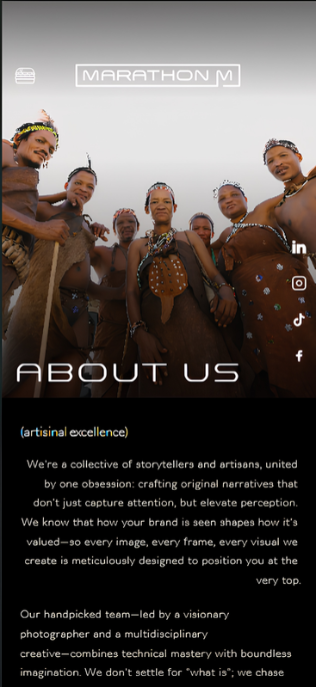 MARATHON M
in
ABOUT US
(artisinal excellence)
We're a collective of storytellers and artisans, united
by one obsession: crafting original narratives that
don't just capture attention, but elevate perception.
We know that how your brand is seen shapes how it's
valued—so every image, every frame, every visual we
create is meticulously designed to position you at the
very top.
Our handpicked team—led by a visionary
photographer and a multidisciplinary
creative—combines technical mastery with boundless
imagination. We don't settle for "what is"; we chase